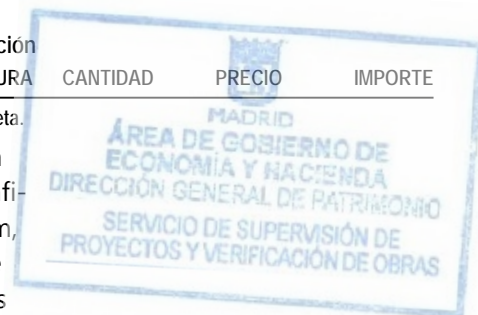 ción
URA CANTIDAD PRECIO IMPORTE
eta.
MADRID
ÁREA DE GOBIERNO DE
ECONOMÍA Y HACIENDA
fi-
DIRECCIÓN GENERAL DE PATRIMONIO
m,
SERVICIO DE SUPERVISIÓN DE
PROYECTOS Y VERIFICACIÓN DE OBRAS
s